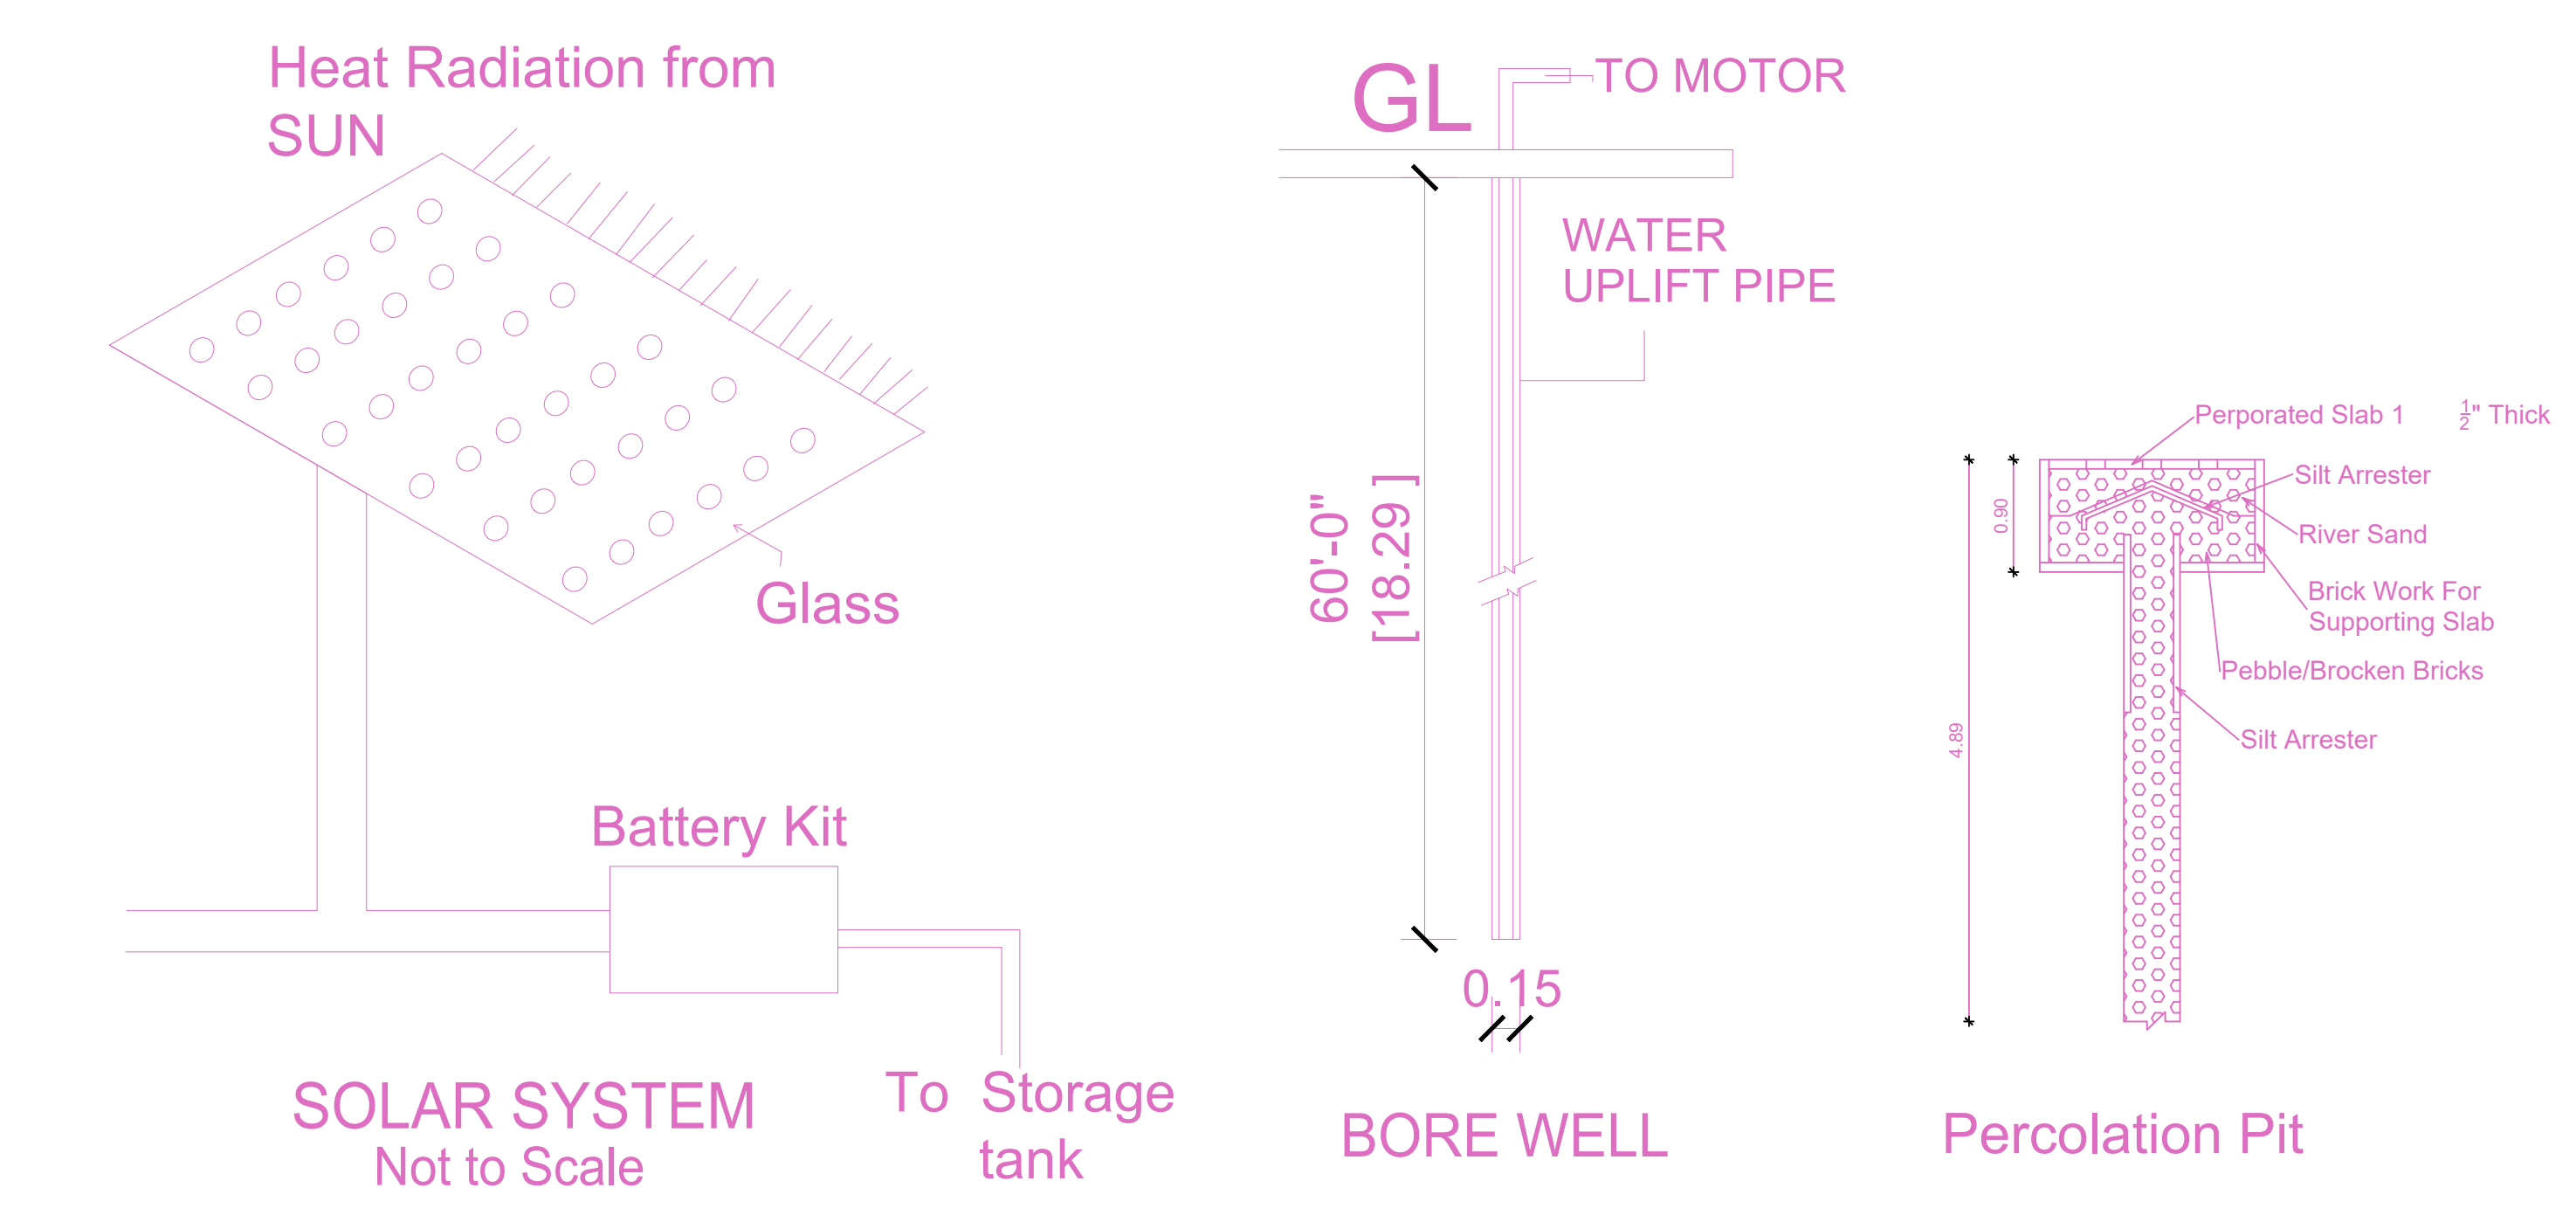 Heat Radiation from
SUN
Glass
Battery Kit
To Storage
tank
SOLAR SYSTEM
Not to Scale
GL
TO MOTOR
WATER
UPLIFT PIPE
60'-0"
[18.29 ]
0.15
BORE WELL
Perporated Slab 1 ½" Thick
Silt Arrester
River Sand
Brick Work For
Supporting Slab
Pebble/Brocken Bricks
Silt Arrester
0.90
4.89
Percolation Pit